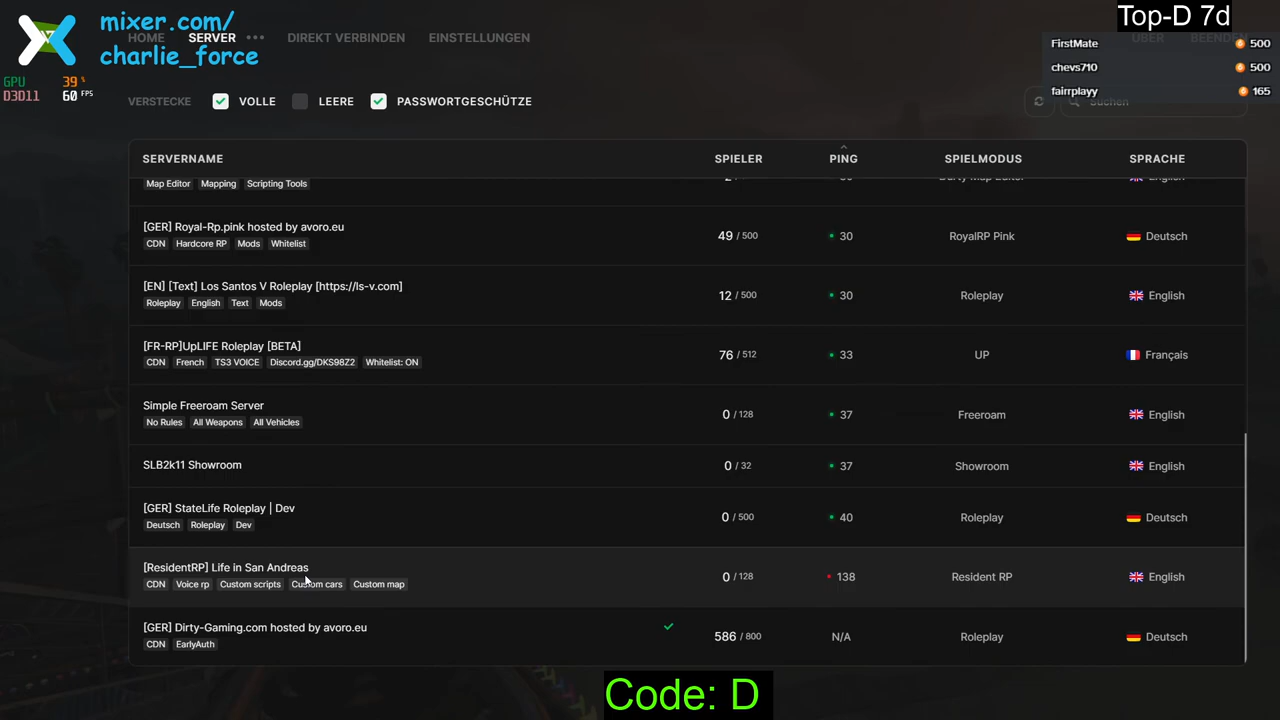 mixer.com/
charlie_force
Top-D 7d
HOME SERVER ••• DIREKT VERBINDEN EINSTELLUNGEN ÜBER BEENDEN
FirstMate 500
chevs710 500
fairrplayy 165
GPU 39 %
D3D11 60 FPS
VERSTECKE VOLLE LEERE PASSWORTGESCHÜTZE Suchen
SERVERNAME SPIELER PING SPIELMODUS SPRACHE
Map Editor Mapping Scripting Tools
[GER] Royal-Rp.pink hosted by avoro.eu
CDN Hardcore RP Mods Whitelist
49 / 500 30 RoyalRP Pink Deutsch
[EN] [Text] Los Santos V Roleplay [https://ls-v.com]
Roleplay English Text Mods
12 / 500 30 Roleplay English
[FR-RP]UpLIFE Roleplay [BETA]
CDN French TS3 VOICE Discord.gg/DKS98Z2 Whitelist: ON
76 / 512 33 UP Français
Simple Freeroam Server
No Rules All Weapons All Vehicles
0 / 128 37 Freeroam English
SLB2k11 Showroom
0 / 32 37 Showroom English
[GER] StateLife Roleplay | Dev
Deutsch Roleplay Dev
0 / 500 40 Roleplay Deutsch
[ResidentRP] Life in San Andreas
CDN Voice rp Custom scripts Custom cars Custom map
0 / 128 138 Resident RP English
[GER] Dirty-Gaming.com hosted by avoro.eu
CDN EarlyAuth
586 / 800 N/A Roleplay Deutsch
Code: D